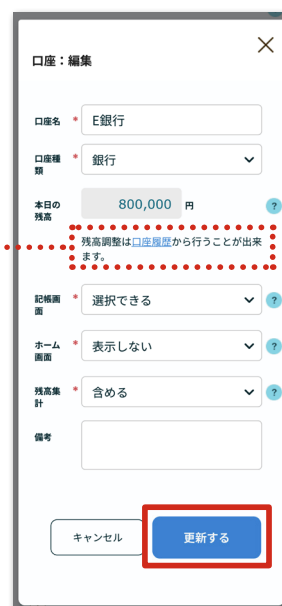 口座：編集
口座名 * E銀行
口座種類 * 銀行
本日の残高 800,000 円 ?
残高調整は口座履歴から行うことが出来
ます。
記帳画面 * 選択できる ?
ホーム画面 * 表示しない ?
残高集計 * 含める ?
備考
キャンセル 更新する